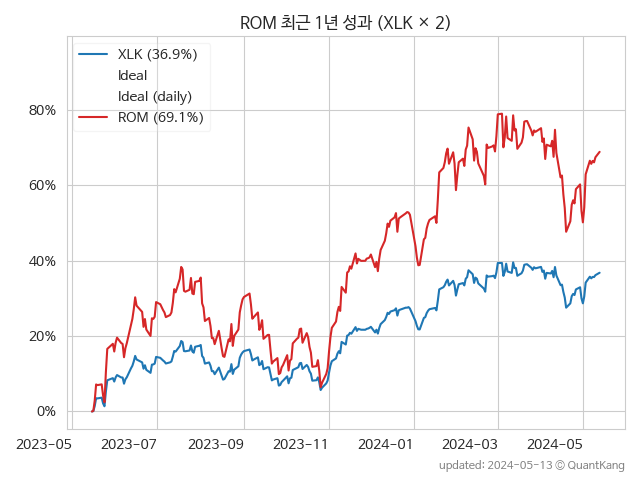 ROM 최근 1년 성과 (XLK × 2)
XLK (36.9%)
Ideal
Ideal (daily)
ROM (69.1%)
80%
60%
40%
20%
0%
2023-05
2023-07
2023-09
2023-11
2024-01
2024-03
2024-05
updated: 2024-05-13 © QuantKang